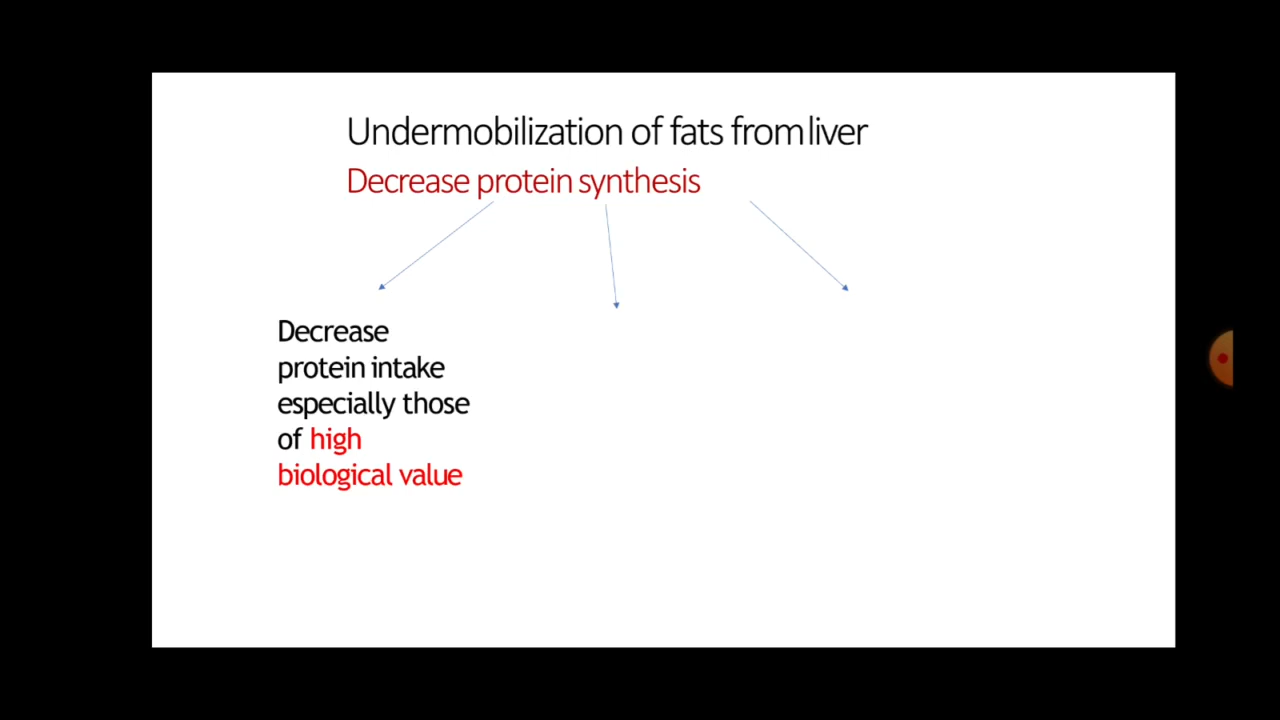 Undermobilization of fats from liver
Decrease protein synthesis
Decrease
protein intake
especially those
of high
biological value